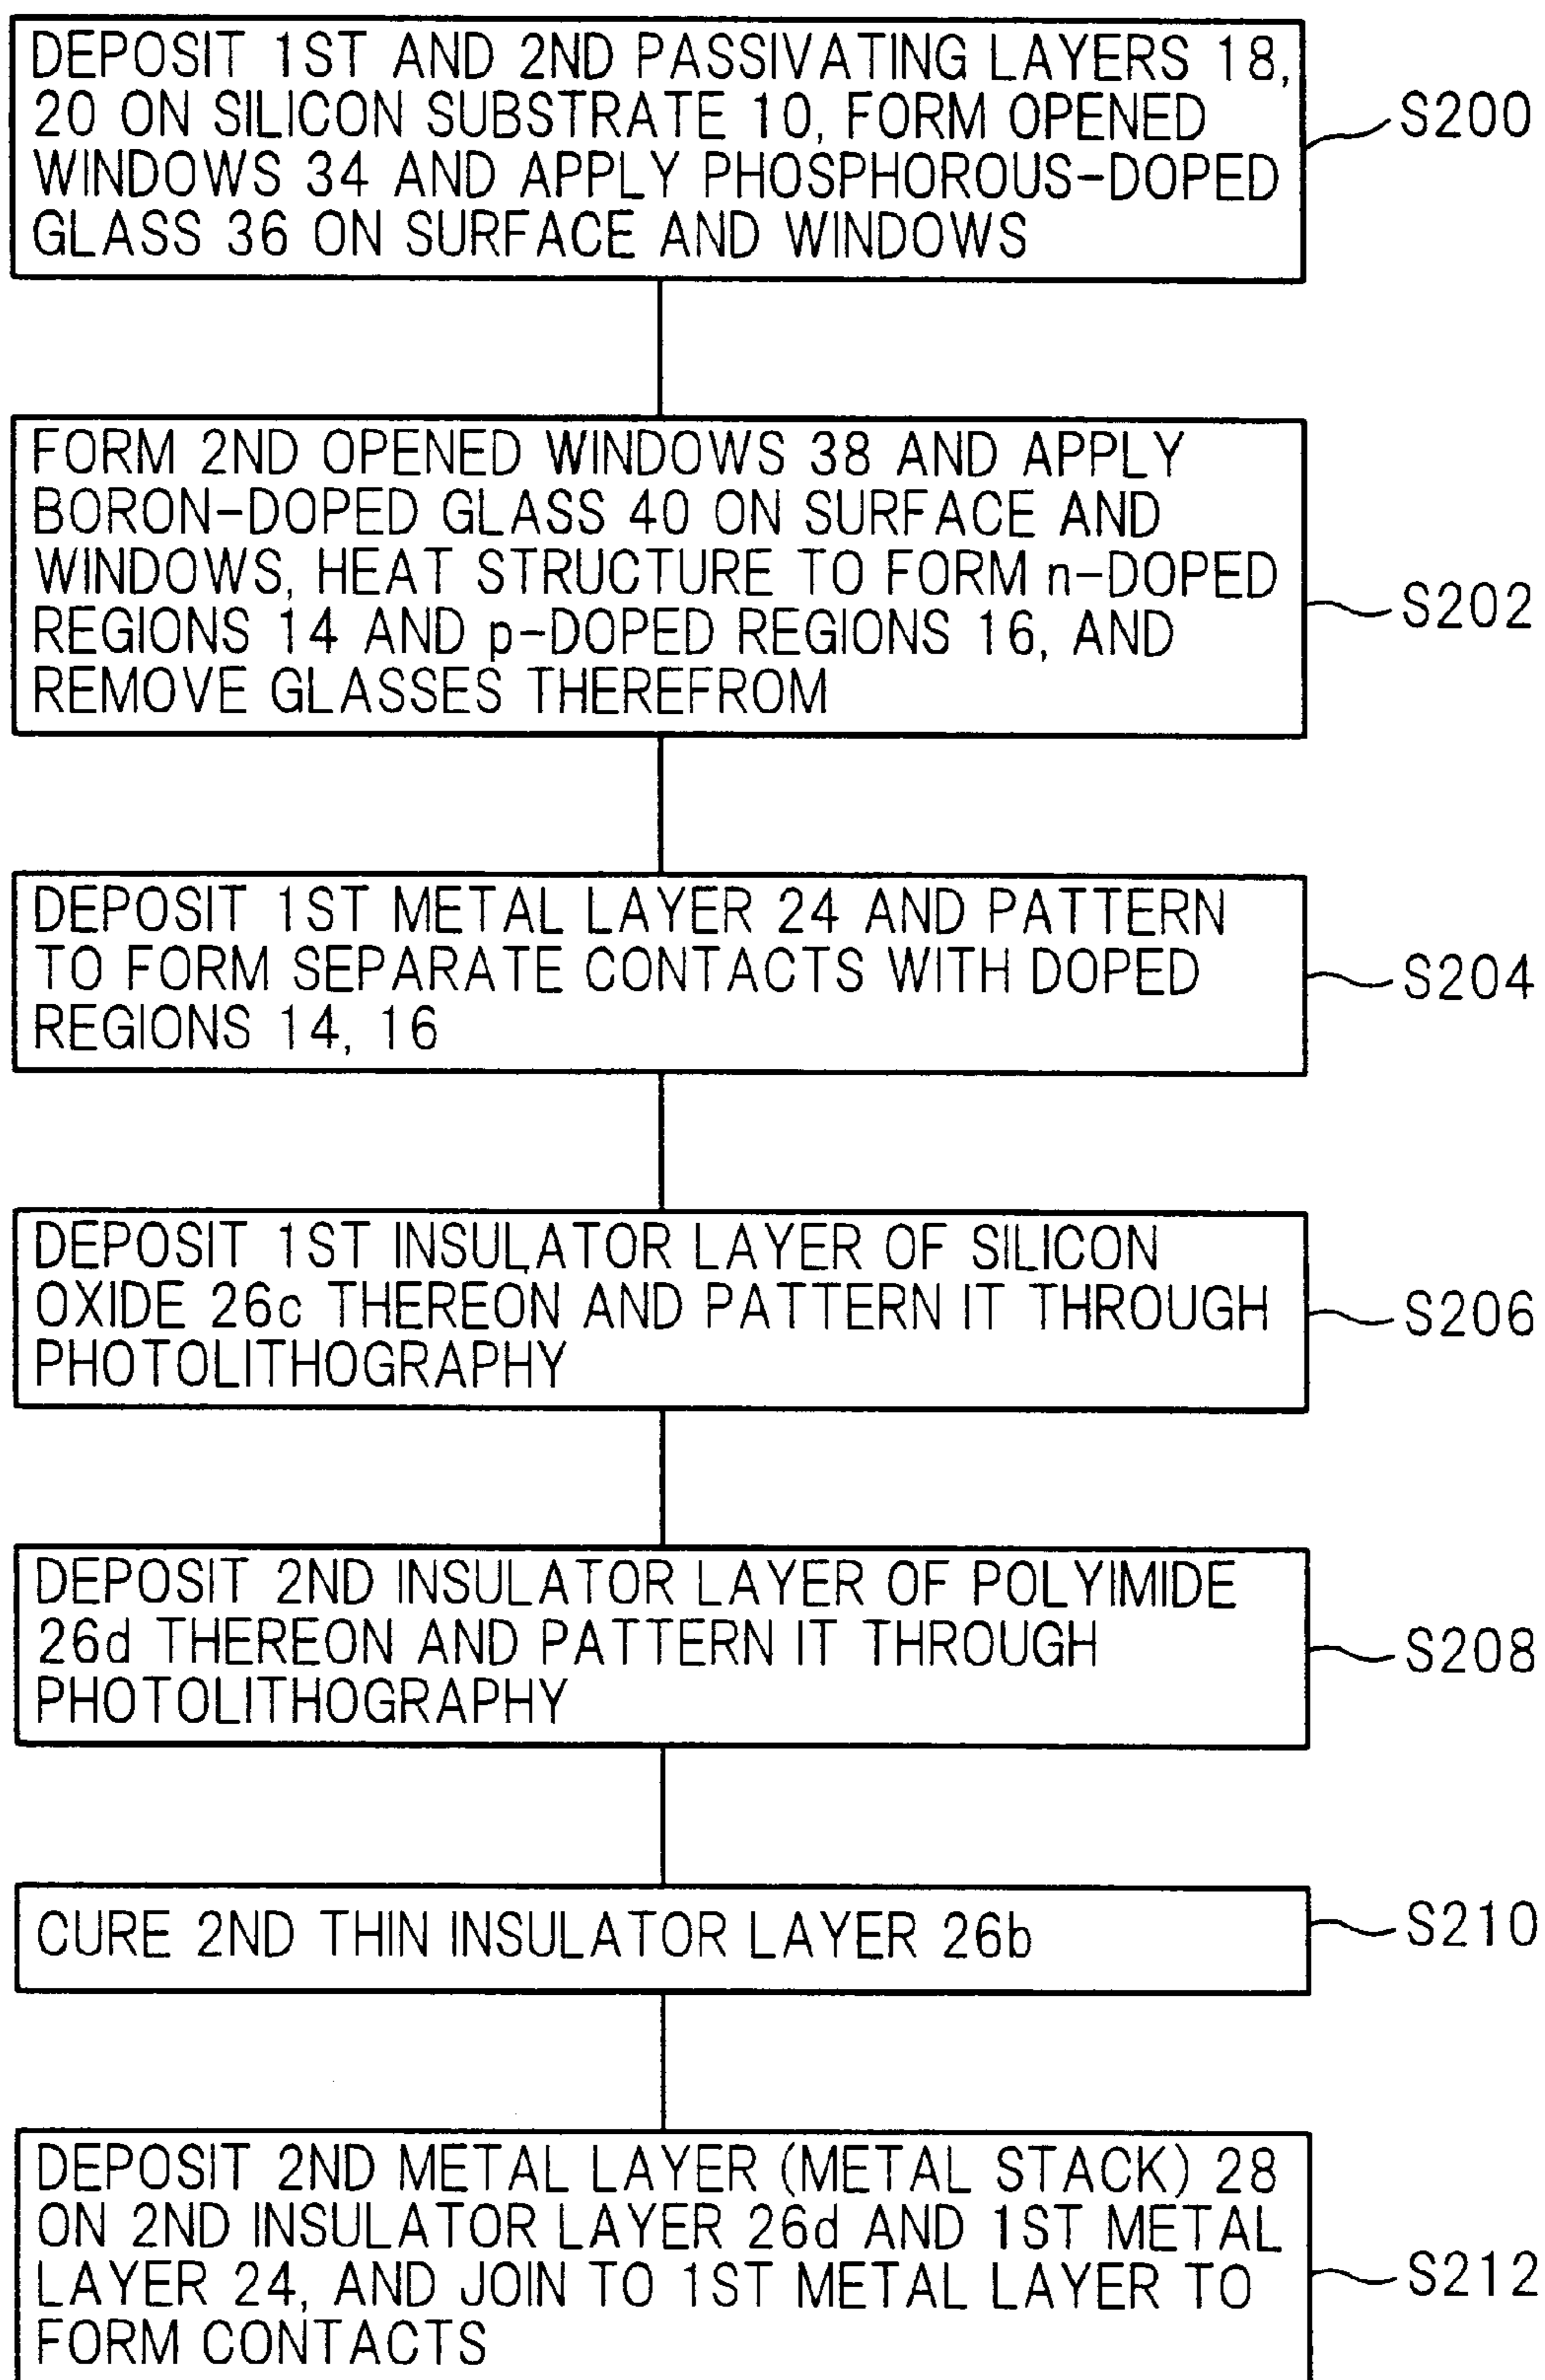 DEPOSIT 1ST AND 2ND PASSIVATING LAYERS 18,
20 ON SILICON SUBSTRATE 10, FORM OPENED
WINDOWS 34 AND APPLY PHOSPHOROUS-DOPED
GLASS 36 ON SURFACE AND WINDOWS
S200
FORM 2ND OPENED WINDOWS 38 AND APPLY
BORON-DOPED GLASS 40 ON SURFACE AND
WINDOWS, HEAT STRUCTURE TO FORM n-DOPED
REGIONS 14 AND p-DOPED REGIONS 16, AND
REMOVE GLASSES THEREFROM
S202
DEPOSIT 1ST METAL LAYER 24 AND PATTERN
TO FORM SEPARATE CONTACTS WITH DOPED
REGIONS 14, 16
S204
DEPOSIT 1ST INSULATOR LAYER OF SILICON
OXIDE 26c THEREON AND PATTERN IT THROUGH
PHOTOLITHOGRAPHY
S206
DEPOSIT 2ND INSULATOR LAYER OF POLYIMIDE
26d THEREON AND PATTERN IT THROUGH
PHOTOLITHOGRAPHY
S208
CURE 2ND THIN INSULATOR LAYER 26b
S210
DEPOSIT 2ND METAL LAYER (METAL STACK) 28
ON 2ND INSULATOR LAYER 26d AND 1ST METAL
LAYER 24, AND JOIN TO 1ST METAL LAYER TO
FORM CONTACTS
S212